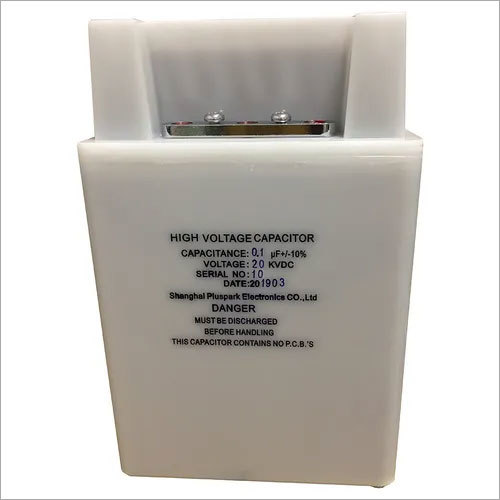 HIGH VOLTAGE CAPACITOR
CAPACITANCE: 0.1 µF+/-10%
VOLTAGE: 20 KVDC
SERIAL NO: 10
DATE:201903
Shanghai Pluspark Electronics CO.,Ltd
DANGER
MUST BE DISCHARGED
BEFORE HANDLING
THIS CAPACITOR CONTAINS NO P.C.B.'S